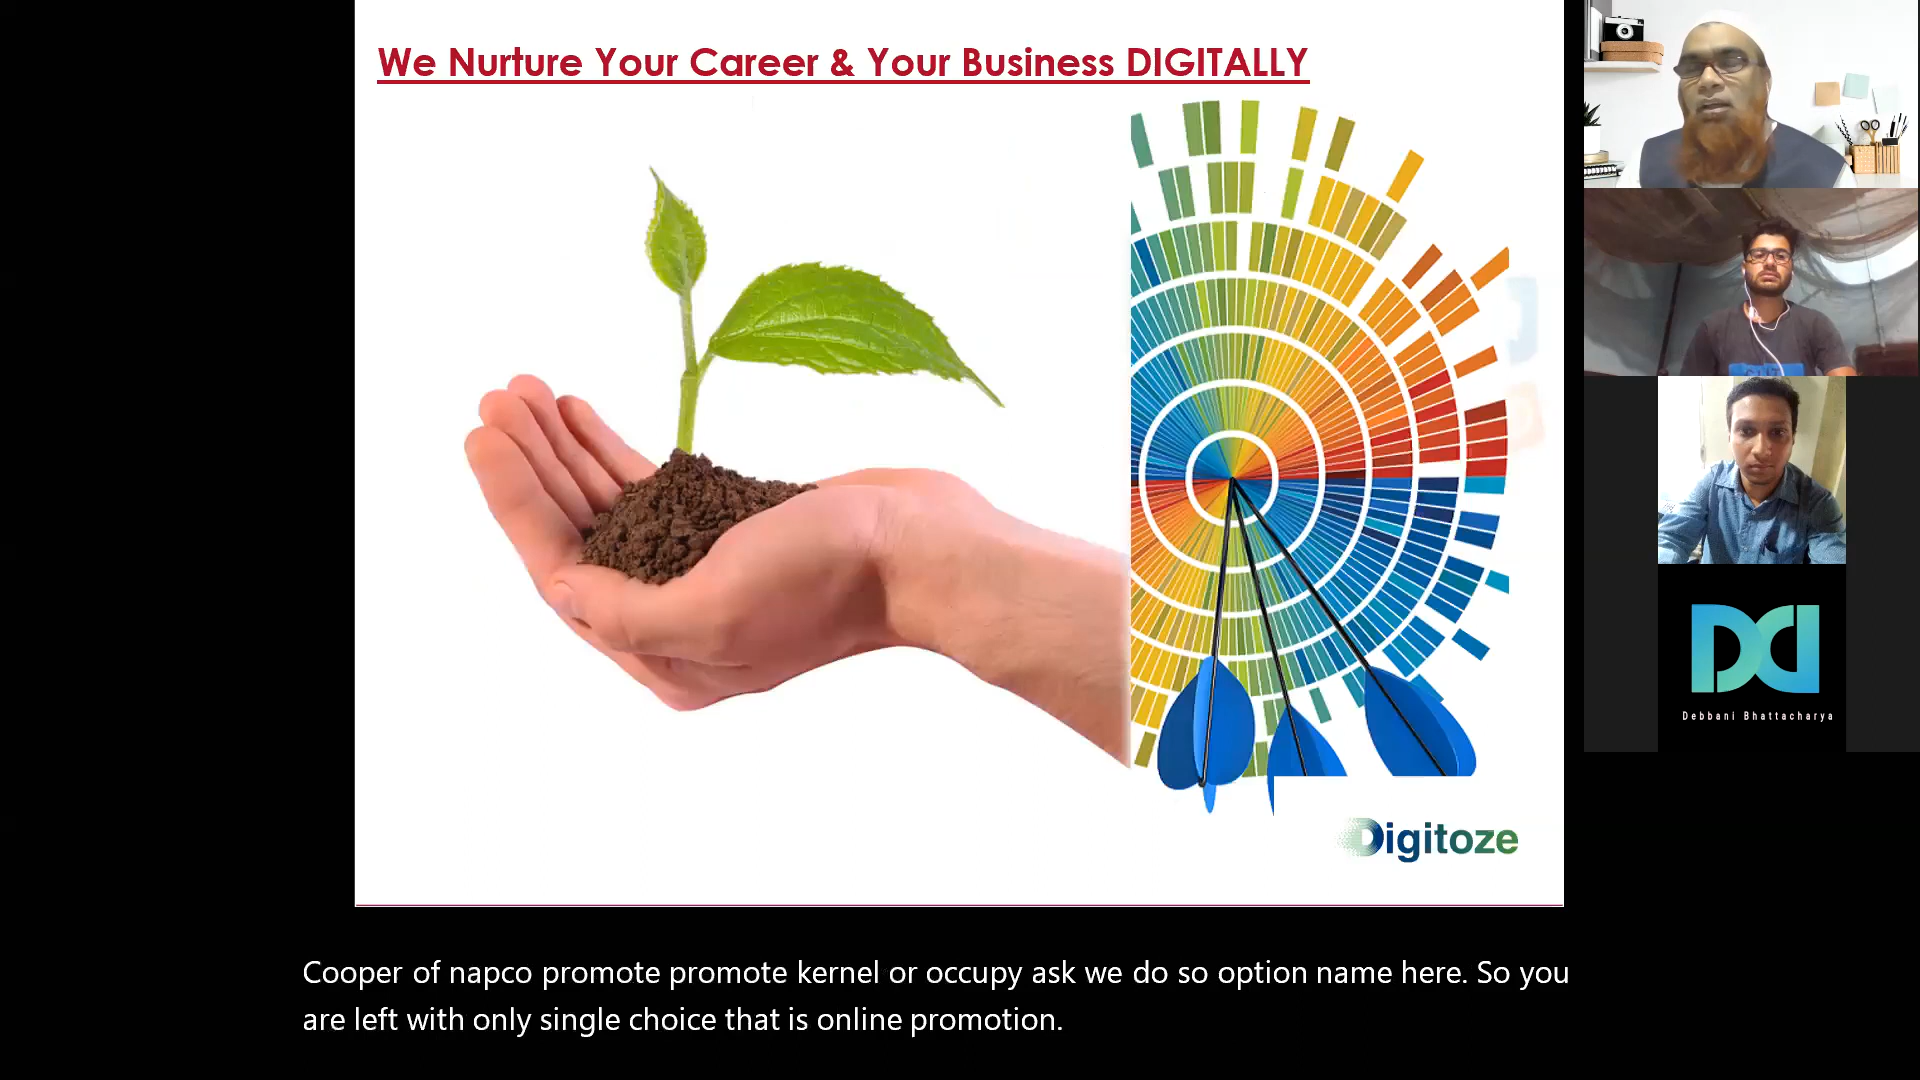 We Nurture Your Career & Your Business DIGITALLY
Digitoze
Debbani Bhattacharya
Cooper of napco promote promote kernel or occupy ask we do so option name here. So you
are left with only single choice that is online promotion.